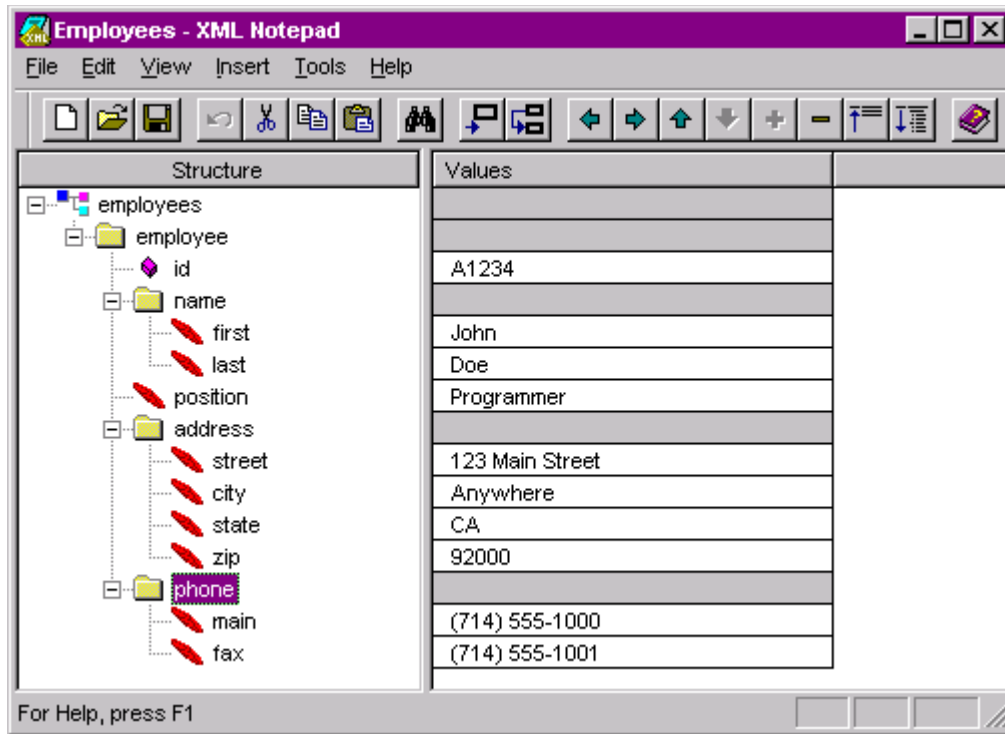 Employees - XML Notepad
File Edit View Insert Tools Help
Structure Values
employees
employee
id A1234
name
first John
last Doe
position Programmer
address
street 123 Main Street
city Anywhere
state CA
zip 92000
phone
main (714) 555-1000
fax (714) 555-1001
For Help, press F1